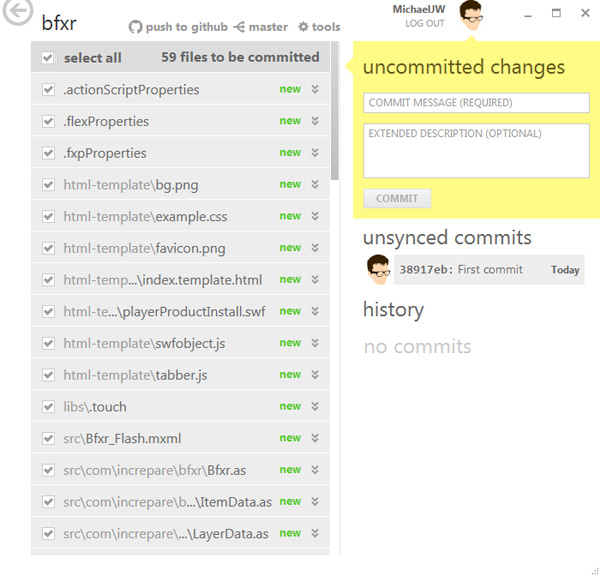 bfxr
push to github master tools
MichaelJW
LOG OUT
select all 59 files to be committed
.actionScriptProperties new
.flexProperties new
.fxpProperties new
html-template\bg.png new
html-template\example.css new
html-template\favicon.png new
html-temp...\index.template.html new
html-te...\playerProductInstall.swf new
html-template\swfobject.js new
html-template\tabber.js new
libs\.touch new
src\Bfxr_Flash.mxml new
src\com\increpare\bfxr\Bfxr.as new
src\com\increpare\b...\ItemData.as new
src\com\increpare\...\LayerData.as new
uncommitted changes
COMMIT MESSAGE (REQUIRED)
EXTENDED DESCRIPTION (OPTIONAL)
COMMIT
unsynced commits
38917eb: First commit Today
history
no commits